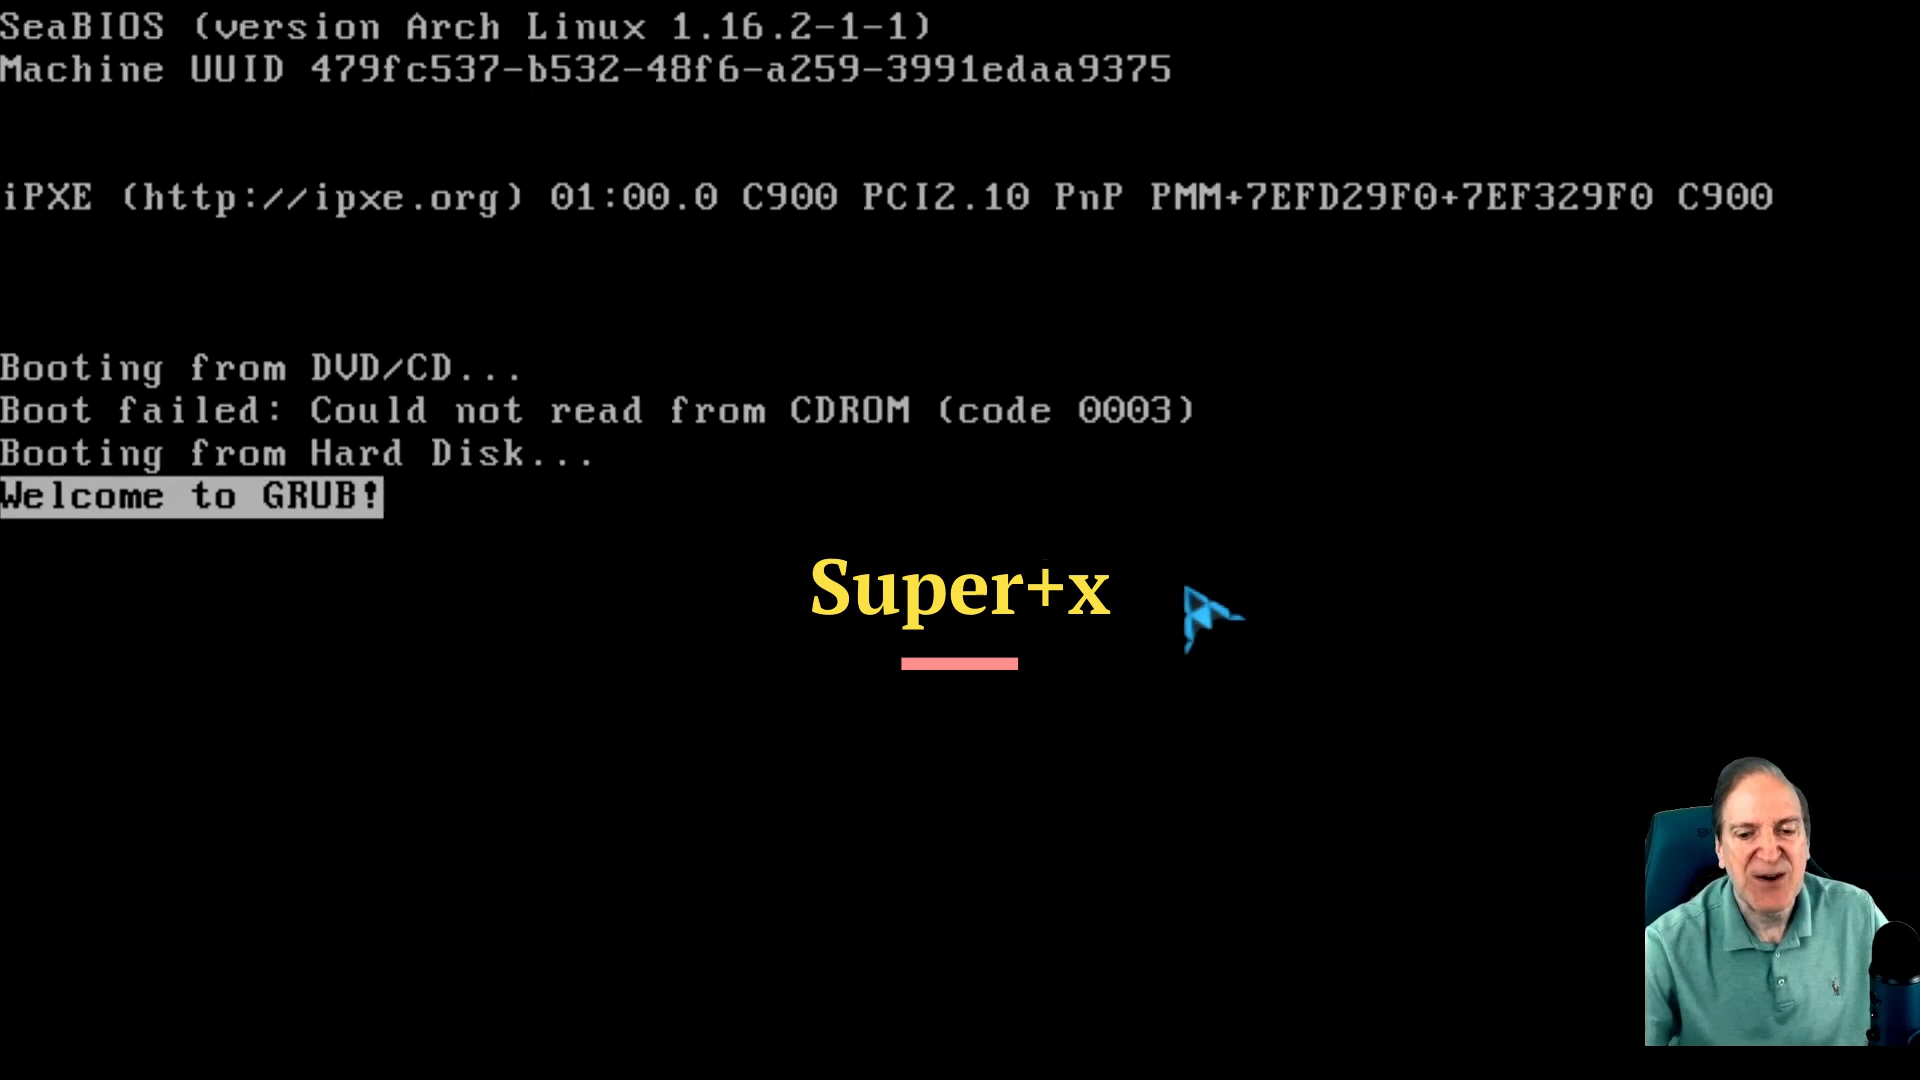 SeaBIOS (version Arch Linux 1.16.2-1-1)
Machine UUID 479fc537-b532-48f6-a259-3991edaa9375
iPXE (http://ipxe.org) 01:00.0 C900 PCI2.10 PnP PMM+7EFD29F0+7EF329F0 C900
Booting from DVD/CD...
Boot failed: Could not read from CDROM (code 0003)
Booting from Hard Disk...
Welcome to GRUB!
Super+x